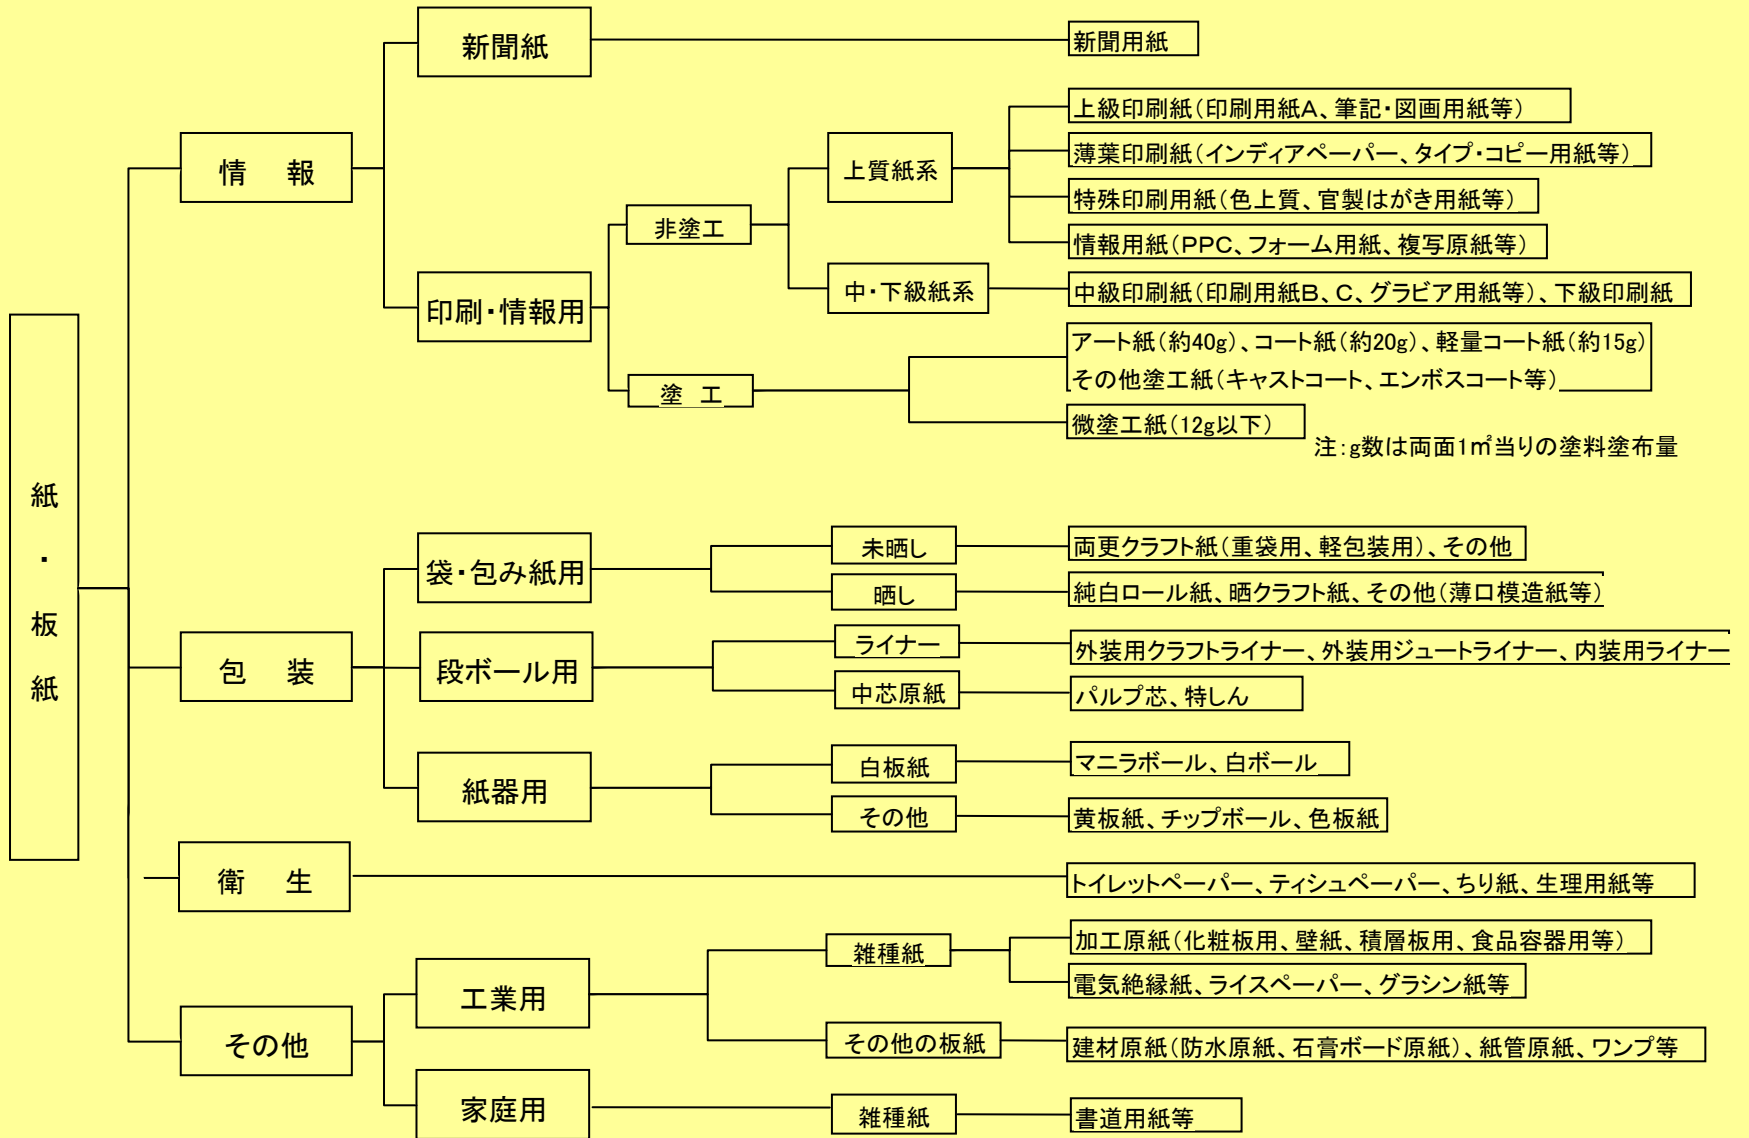 紙・板紙
情　報
新聞紙
新聞用紙
印刷・情報用
非塗工
上質紙系
上級印刷紙（印刷用紙A、筆記・図画用紙等）
薄葉印刷紙（インディアペーパー、タイプ・コピー用紙等）
特殊印刷用紙（色上質、官製はがき用紙等）
情報用紙（PPC、フォーム用紙、複写原紙等）
中・下級紙系
中級印刷紙（印刷用紙B、C、グラビア用紙等）、下級印刷紙
塗　工
アート紙（約40g）、コート紙（約20g）、軽量コート紙（約15g）
その他塗工紙（キャストコート、エンボスコート等）
微塗工紙（12g以下）
注：g数は両面1㎡当りの塗料塗布量
包　装
袋・包み紙用
未晒し
両更クラフト紙（重袋用、軽包装用）、その他
晒し
純白ロール紙、晒クラフト紙、その他（薄口模造紙等）
段ボール用
ライナー
外装用クラフトライナー、外装用ジュートライナー、内装用ライナー
中芯原紙
パルプ芯、特しん
紙器用
白板紙
マニラボール、白ボール
その他
黄板紙、チップボール、色板紙
衛　生
トイレットペーパー、ティシュペーパー、ちり紙、生理用紙等
その他
工業用
雑種紙
加工原紙（化粧板用、壁紙、積層板用、食品容器用等）
電気絶縁紙、ライスペーパー、グラシン紙等
その他の板紙
建材原紙（防水原紙、石膏ボード原紙）、紙管原紙、ワンプ等
家庭用
雑種紙
書道用紙等